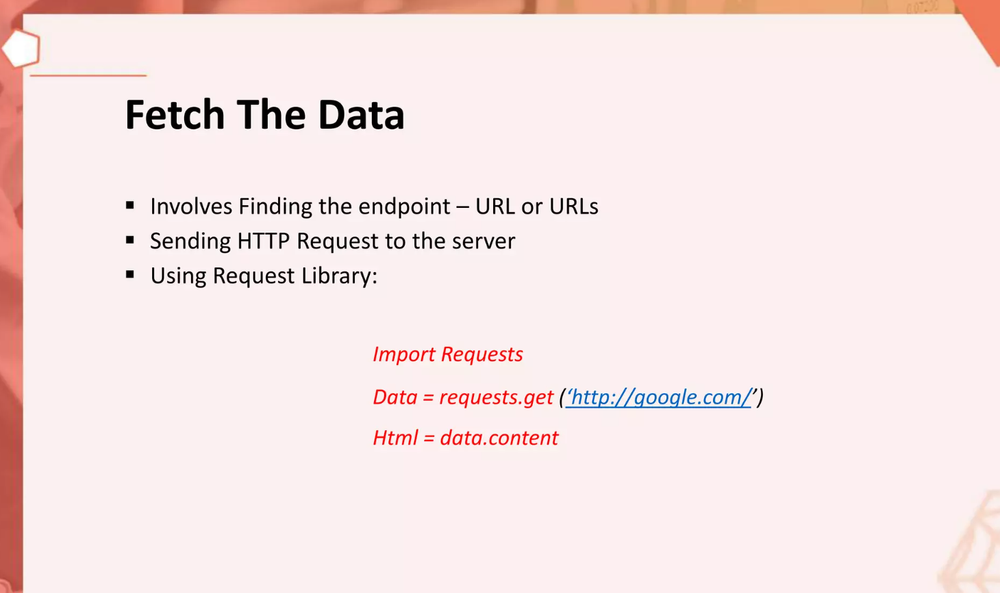 Fetch The Data
▪ Involves Finding the endpoint – URL or URLs
▪ Sending HTTP Request to the server
▪ Using Request Library:
Import Requests
Data = requests.get (‘http://google.com/’)
Html = data.content